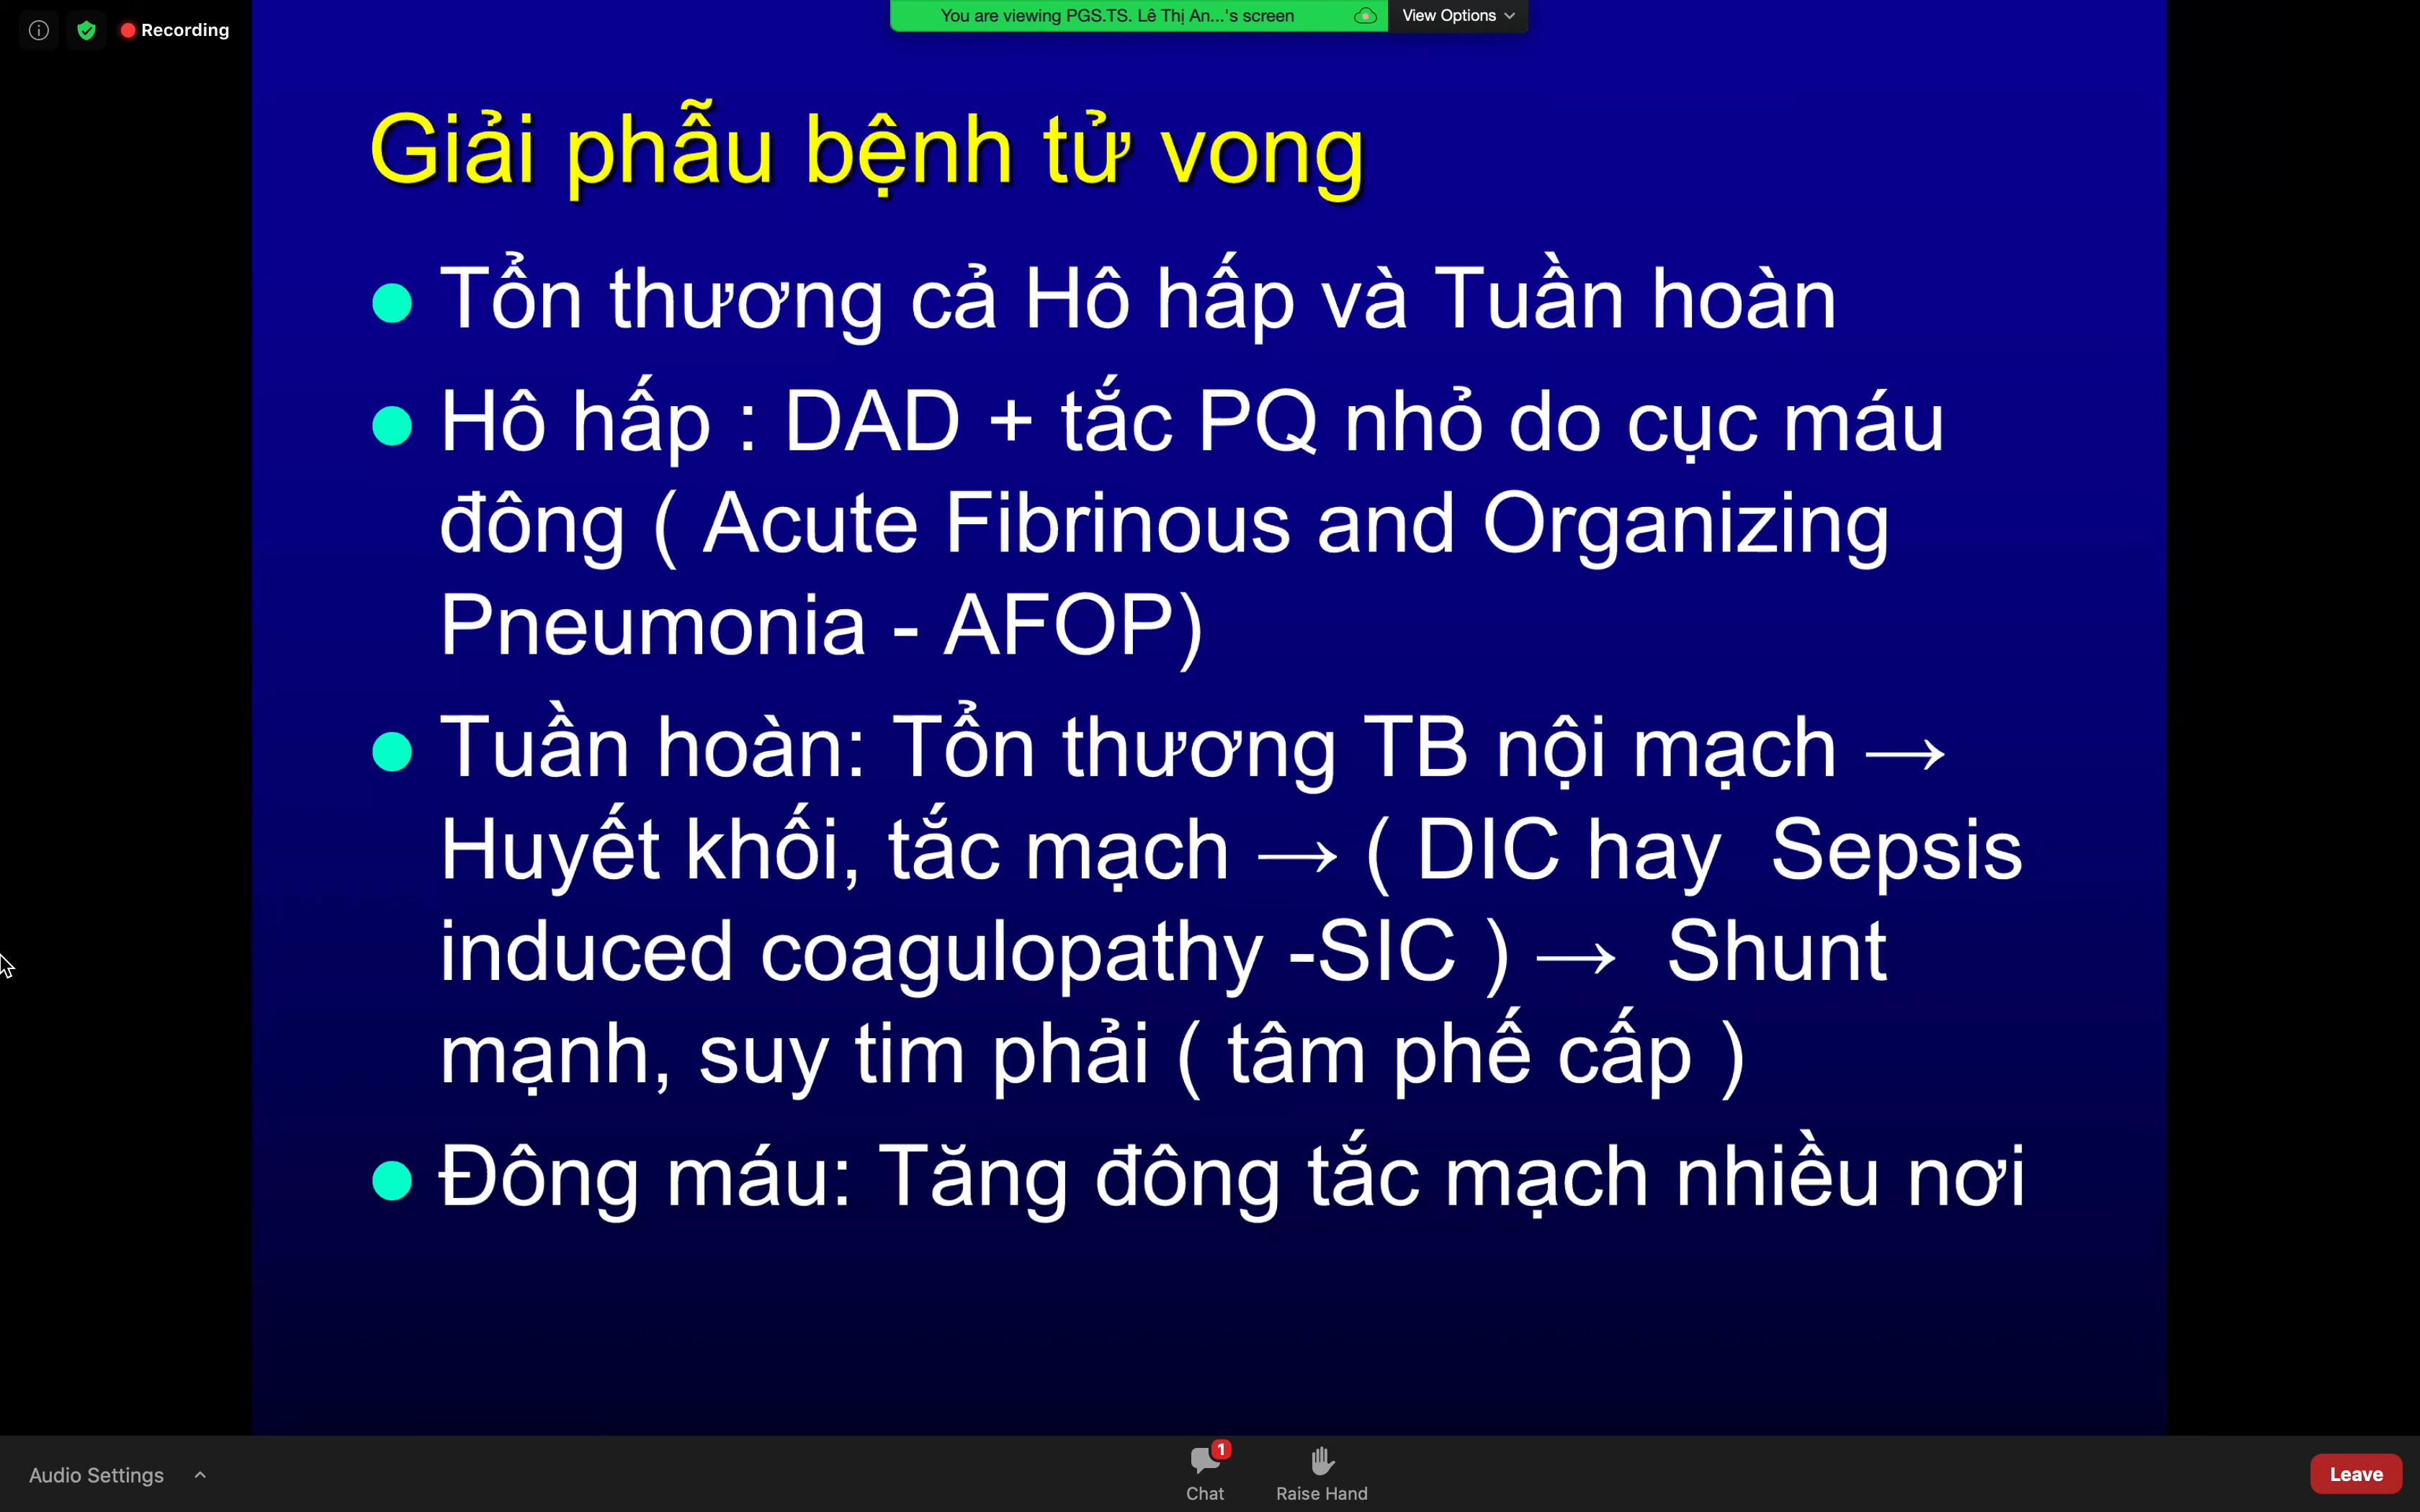 Recording
You are viewing PGS.TS. Lê Thị An...'s screen
View Options
Giải phẫu bệnh tử vong
Tổn thương cả Hô hấp và Tuần hoàn
Hô hấp : DAD + tắc PQ nhỏ do cục máu
đông ( Acute Fibrinous and Organizing
Pneumonia - AFOP)
Tuần hoàn: Tổn thương TB nội mạch →
Huyết khối, tắc mạch → ( DIC hay Sepsis
induced coagulopathy -SIC ) → Shunt
mạnh, suy tim phải ( tâm phế cấp )
Đông máu: Tăng đông tắc mạch nhiều nơi
Audio Settings
1
Chat
Raise Hand
Leave